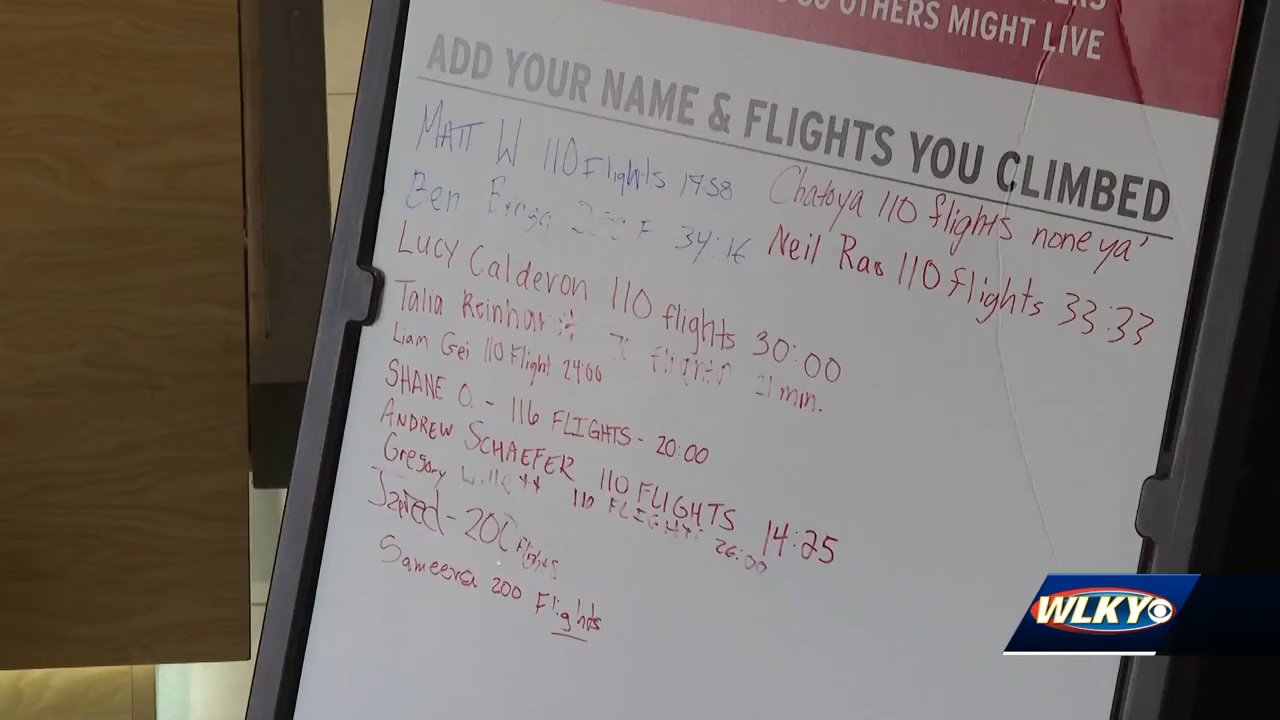 OTHERS MIGHT LIVE
ADD YOUR NAME & FLIGHTS YOU CLIMBED
MATT W 110 Flights 19:58
Chatoya 110 flights none ya'
Ben F 34:16
Neil Rao 110 flights 33:33
Lucy Calderon 110 flights 30:00
Talia flights 21 min.
Liam Gei 110 Flight 24:00
SHANE O. - 116 FLIGHTS - 20:00
ANDREW SCHAEFER 110 FLIGHTS 14:25
Gregory Willett 110 FLIGHTS 26:00
Jared - 200 flights
Sameera 200 Flights
WLKY